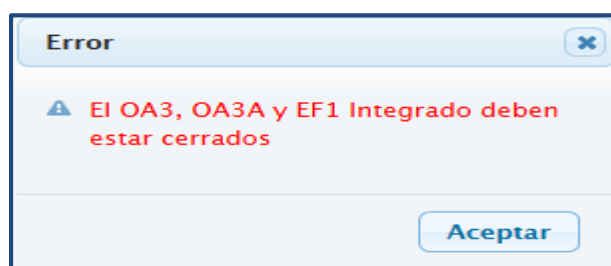 Error
El OA3, OA3A y EF1 Integrado deben
estar cerrados
Aceptar